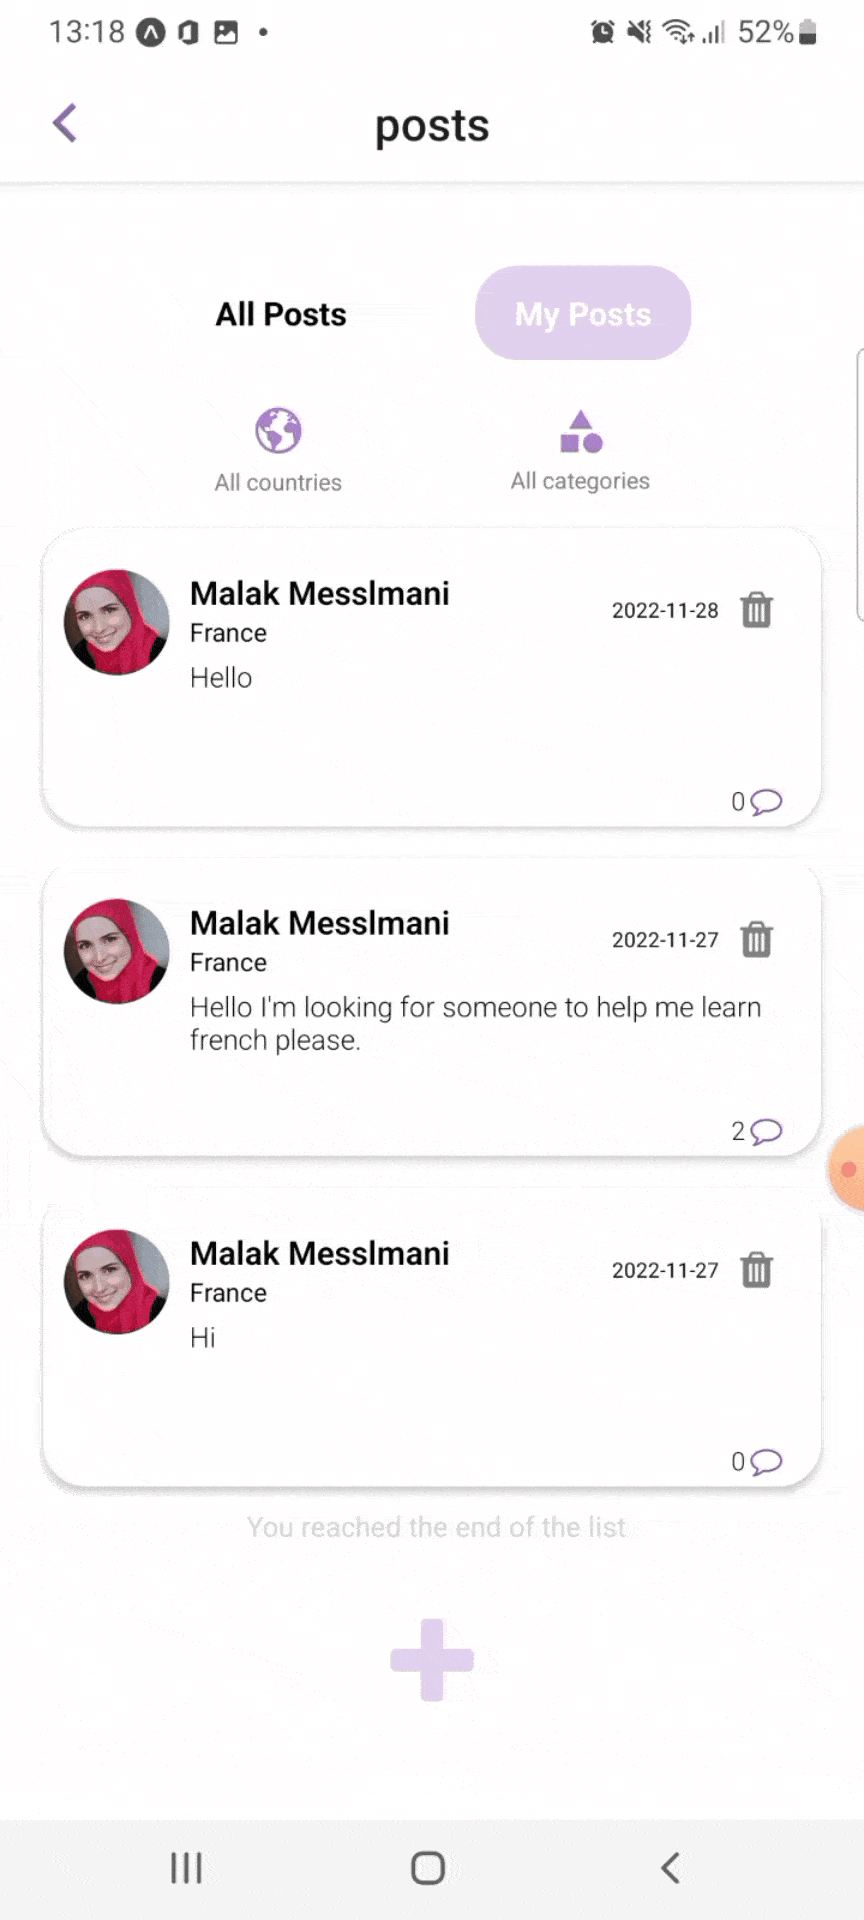 13:18
52%
posts
All Posts
My Posts
All countries
All categories
Malak Messlmani
2022-11-28
France
Hello
0
Malak Messlmani
2022-11-27
France
Hello I'm looking for someone to help me learn
french please.
2
Malak Messlmani
2022-11-27
France
Hi
0
You reached the end of the list